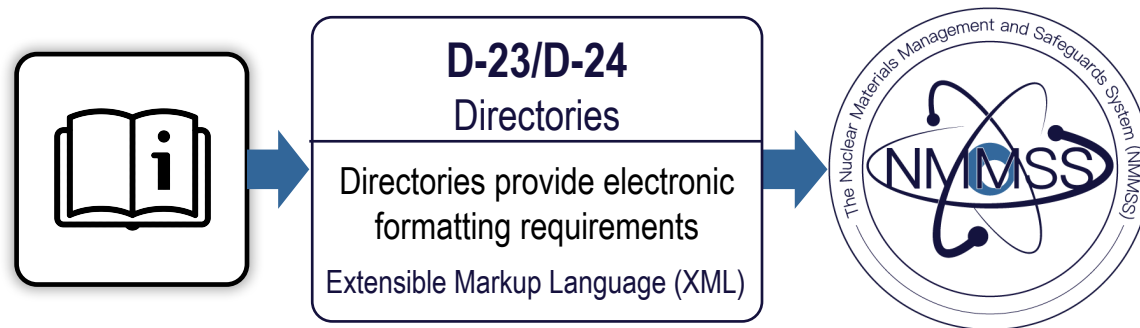 D-23/D-24
Directories
Directories provide electronic
formatting requirements
Extensible Markup Language (XML)
The Nuclear Materials Management and Safeguards System (NMMSS)
NMMSS